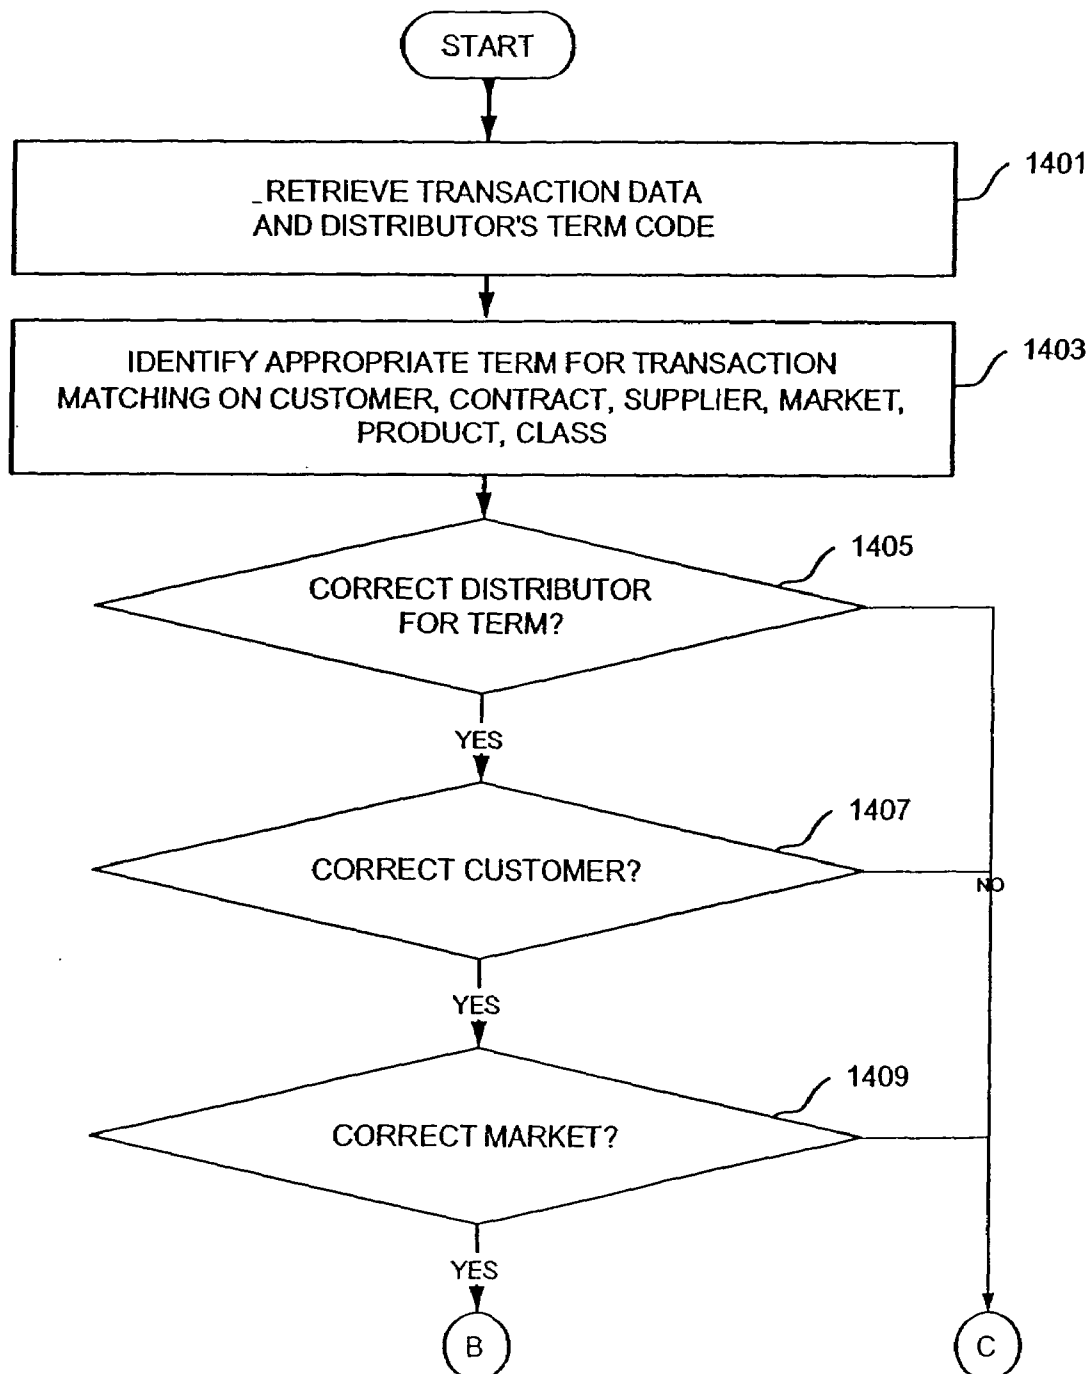 START
RETRIEVE TRANSACTION DATA
AND DISTRIBUTOR'S TERM CODE
1401
IDENTIFY APPROPRIATE TERM FOR TRANSACTION
MATCHING ON CUSTOMER, CONTRACT, SUPPLIER, MARKET,
PRODUCT, CLASS
1403
CORRECT DISTRIBUTOR
FOR TERM?
1405
YES
CORRECT CUSTOMER?
1407
NO
YES
CORRECT MARKET?
1409
YES
B
C